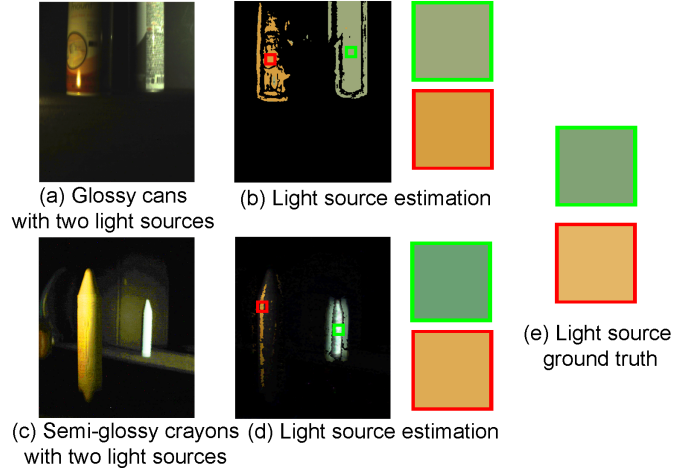 (a) Glossy cans
with two light sources
(b) Light source estimation
(c) Semi-glossy crayons
with two light sources
(d) Light source estimation
(e) Light source
ground truth